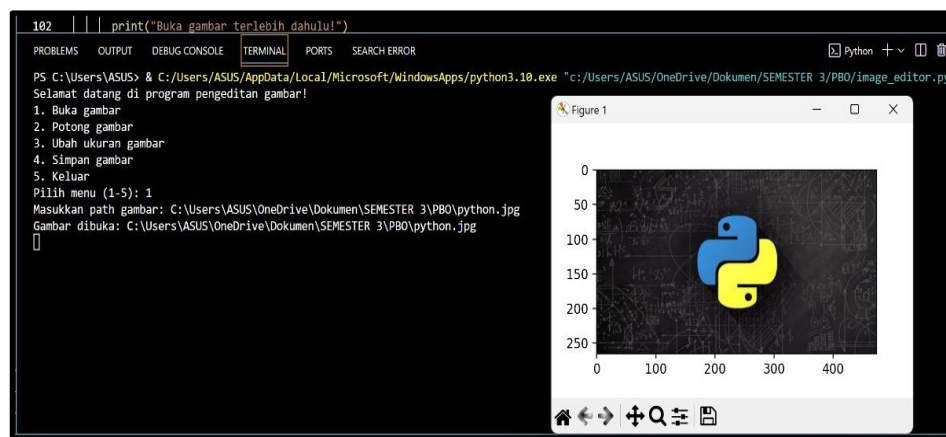 102 print("Buka gambar terlebih dahulu!")
PROBLEMS OUTPUT DEBUG CONSOLE TERMINAL PORTS SEARCH ERROR Python
PS C:\Users\ASUS> & C:/Users/ASUS/AppData/Local/Microsoft/WindowsApps/python3.10.exe "c:/Users/ASUS/OneDrive/Dokumen/SEMESTER 3/PBO/image_editor.py
Selamat datang di program pengeditan gambar!
1. Buka gambar
2. Potong gambar
3. Ubah ukuran gambar
4. Simpan gambar
5. Keluar
Pilih menu (1-5): 1
Masukkan path gambar: C:\Users\ASUS\OneDrive\Dokumen\SEMESTER 3\PBO\python.jpg
Gambar dibuka: C:\Users\ASUS\OneDrive\Dokumen\SEMESTER 3\PBO\python.jpg
Figure 1
0
50
100
150
200
250
0 100 200 300 400